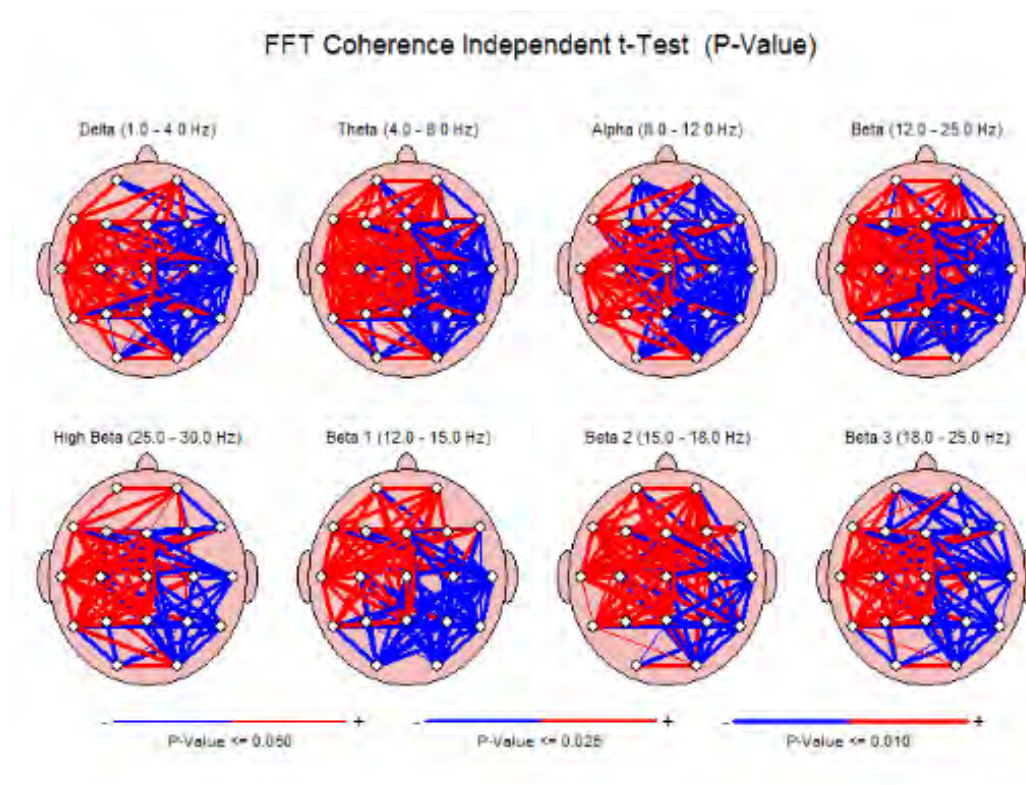 FFT Coherence Independent t-Test (P-Value)
Delta (1.0 - 4.0 Hz)
Theta (4.0 - 8.0 Hz)
Alpha (8.0 - 12.0 Hz)
Beta (12.0 - 25.0 Hz)
High Beta (25.0 - 30.0 Hz)
Beta 1 (12.0 - 15.0 Hz)
Beta 2 (15.0 - 18.0 Hz)
Beta 3 (18.0 - 25.0 Hz)
- +
P-Value <= 0.050
- +
P-Value <= 0.025
- +
P-Value <= 0.010